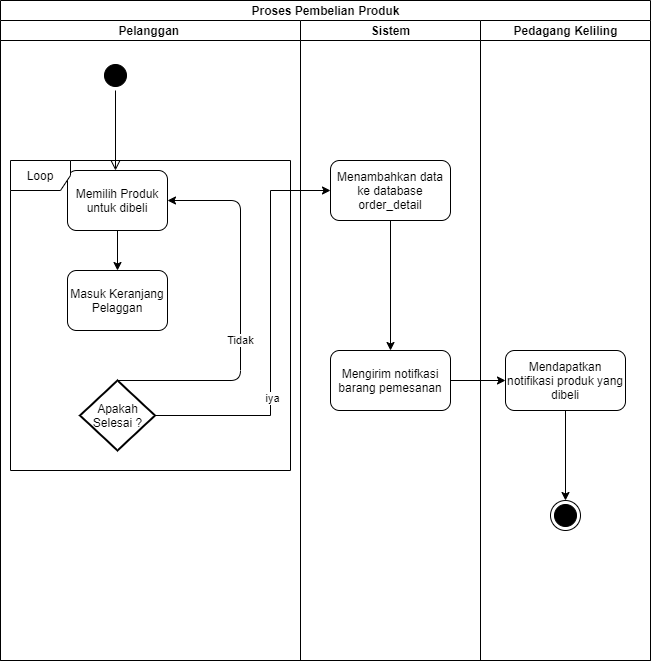 Proses Pembelian Produk
Pelanggan
Sistem
Pedagang Keliling
Loop
Memilih Produk
untuk dibeli
Masuk Keranjang
Pelaggan
Tidak
Apakah
Selesai ?
iya
Menambahkan data
ke database
order_detail
Mengirim notifkasi
barang pemesanan
Mendapatkan
notifikasi produk yang
dibeli